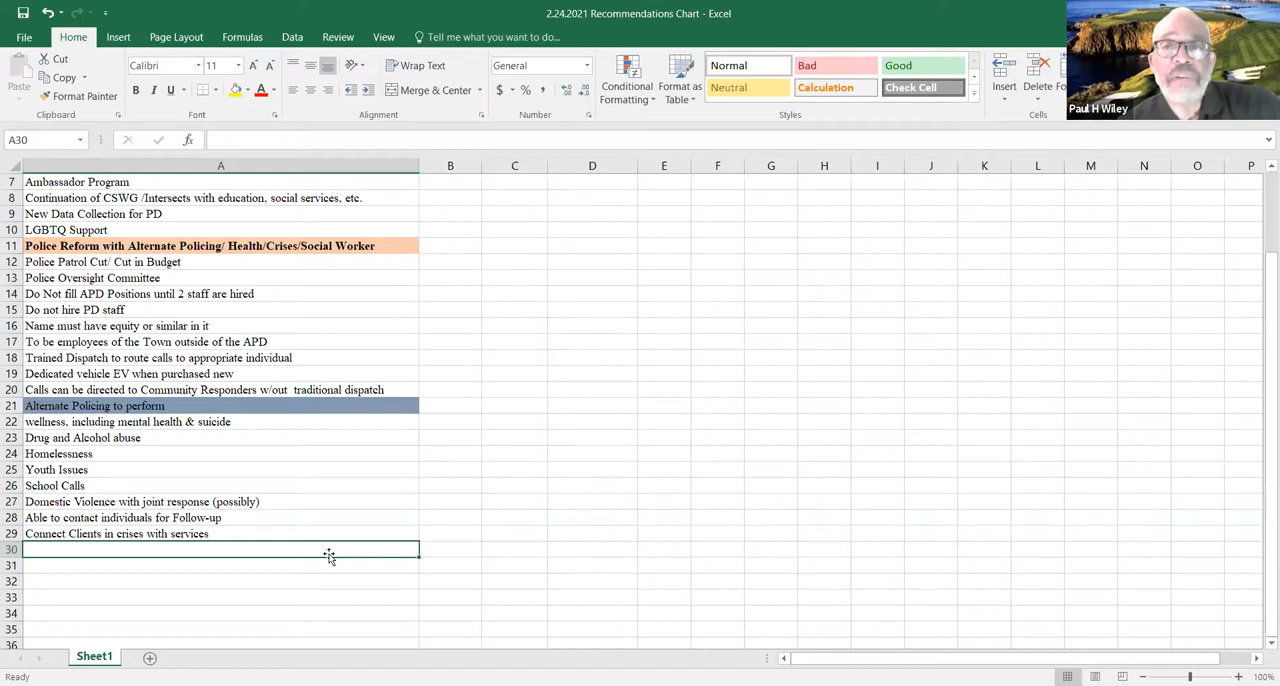 2.24.2021 Recommendations Chart - Excel
File Home Insert Page Layout Formulas Data Review View Tell me what you want to do...
Paste
Cut
Copy
Format Painter
Clipboard
Calibri 11 A A
B I U A
Font
Wrap Text
Merge & Center
Alignment
General
$ % ,
Number
Conditional Formatting
Format as Table
Normal Bad Good
Neutral Calculation Check Cell
Styles
Insert Delete
Cells
Paul H Wiley
A30 fx
A B C D E F G H I J K L M N O P
7 Ambassador Program
8 Continuation of CSWG /Intersects with education, social services, etc.
9 New Data Collection for PD
10 LGBTQ Support
11 Police Reform with Alternate Policing/ Health/Crises/Social Worker
12 Police Patrol Cut/ Cut in Budget
13 Police Oversight Committee
14 Do Not fill APD Positions until 2 staff are hired
15 Do not hire PD staff
16 Name must have equity or similar in it
17 To be employees of the Town outside of the APD
18 Trained Dispatch to route calls to appropriate individual
19 Dedicated vehicle EV when purchased new
20 Calls can be directed to Community Responders w/out traditional dispatch
21 Alternate Policing to perform
22 wellness, including mental health & suicide
23 Drug and Alcohol abuse
24 Homelessness
25 Youth Issues
26 School Calls
27 Domestic Violence with joint response (possibly)
28 Able to contact individuals for Follow-up
29 Connect Clients in crises with services
30
31
32
33
34
35
36
Sheet1
Ready
100%